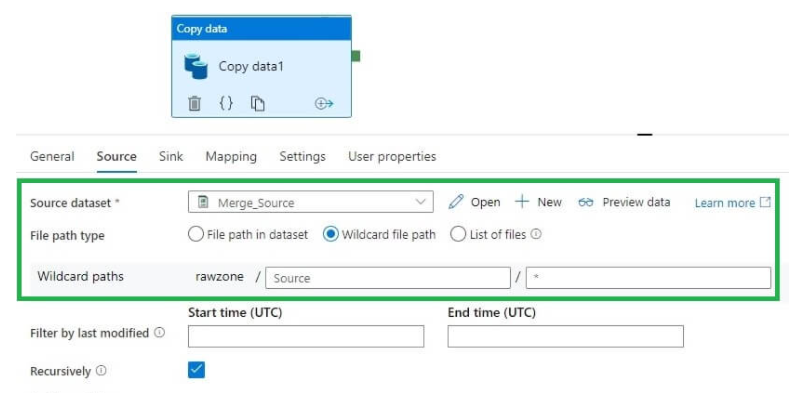 Copy data
Copy data1
General Source Sink Mapping Settings User properties
Source dataset * Merge_Source Open New Preview data Learn more
File path type File path in dataset Wildcard file path List of files
Wildcard paths rawzone / Source / *
Start time (UTC) End time (UTC)
Filter by last modified
Recursively